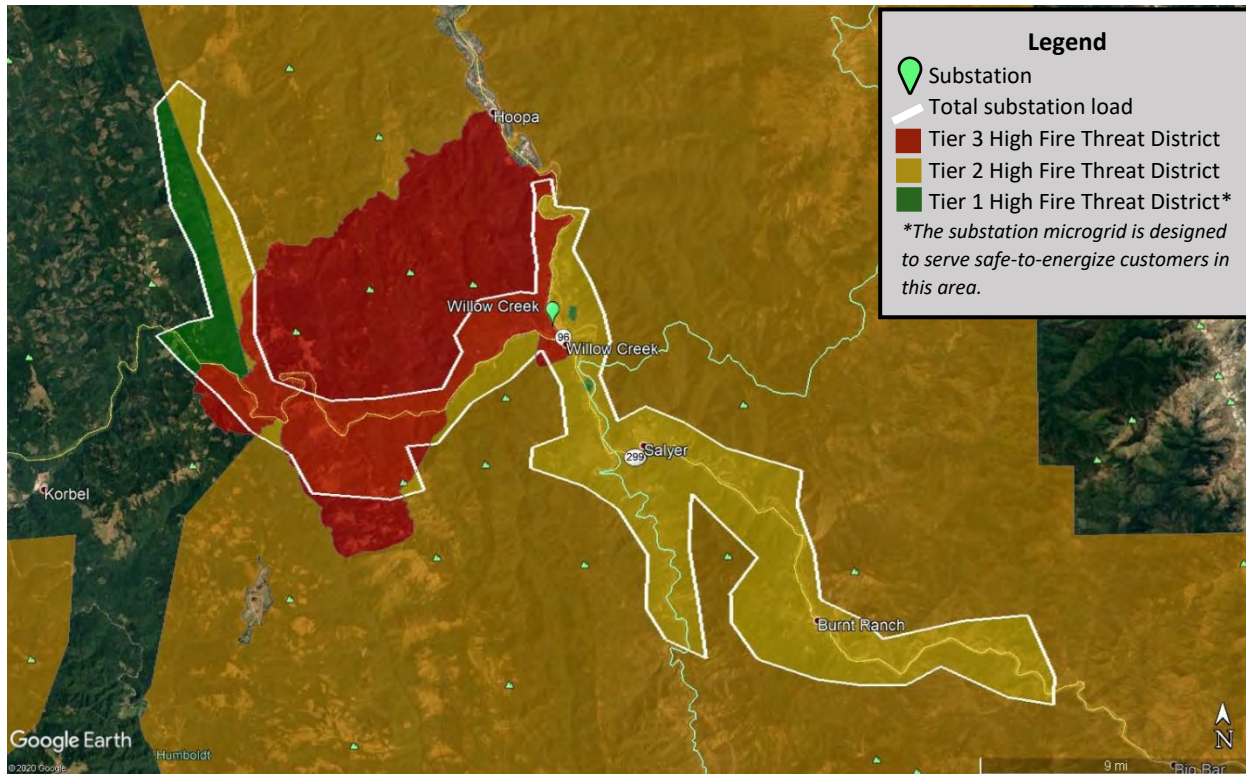 Legend
Substation
Total substation load
Tier 3 High Fire Threat District
Tier 2 High Fire Threat District
Tier 1 High Fire Threat District*
*The substation microgrid is designed
to serve safe-to-energize customers in
this area.
Hoopa
Willow Creek
96
Willow Creek
Salyer
299
Korbel
Burnt Ranch
Google Earth
© 2020 Google
Humboldt
N
9 mi
Big Bar